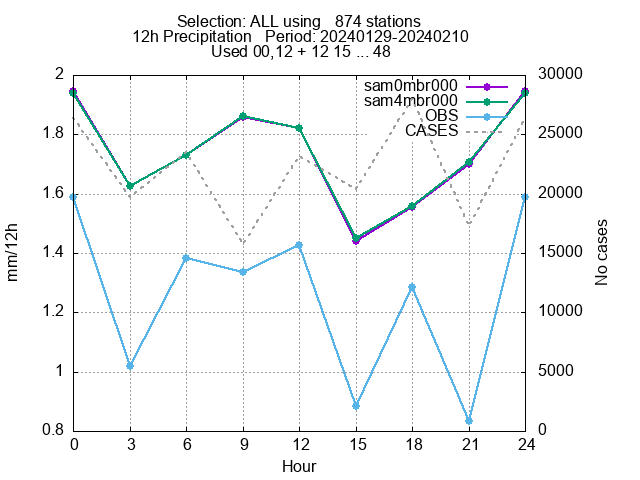 Selection: ALL using   874 stations
12h Precipitation   Period: 20240129-20240210
Used 00,12 + 12 15 ... 48
sam0mbr000
sam4mbr000
OBS
CASES
2
1.8
1.6
1.4
1.2
1
0.8
mm/12h
30000
25000
20000
15000
10000
5000
0
No cases
0 3 6 9 12 15 18 21 24
Hour